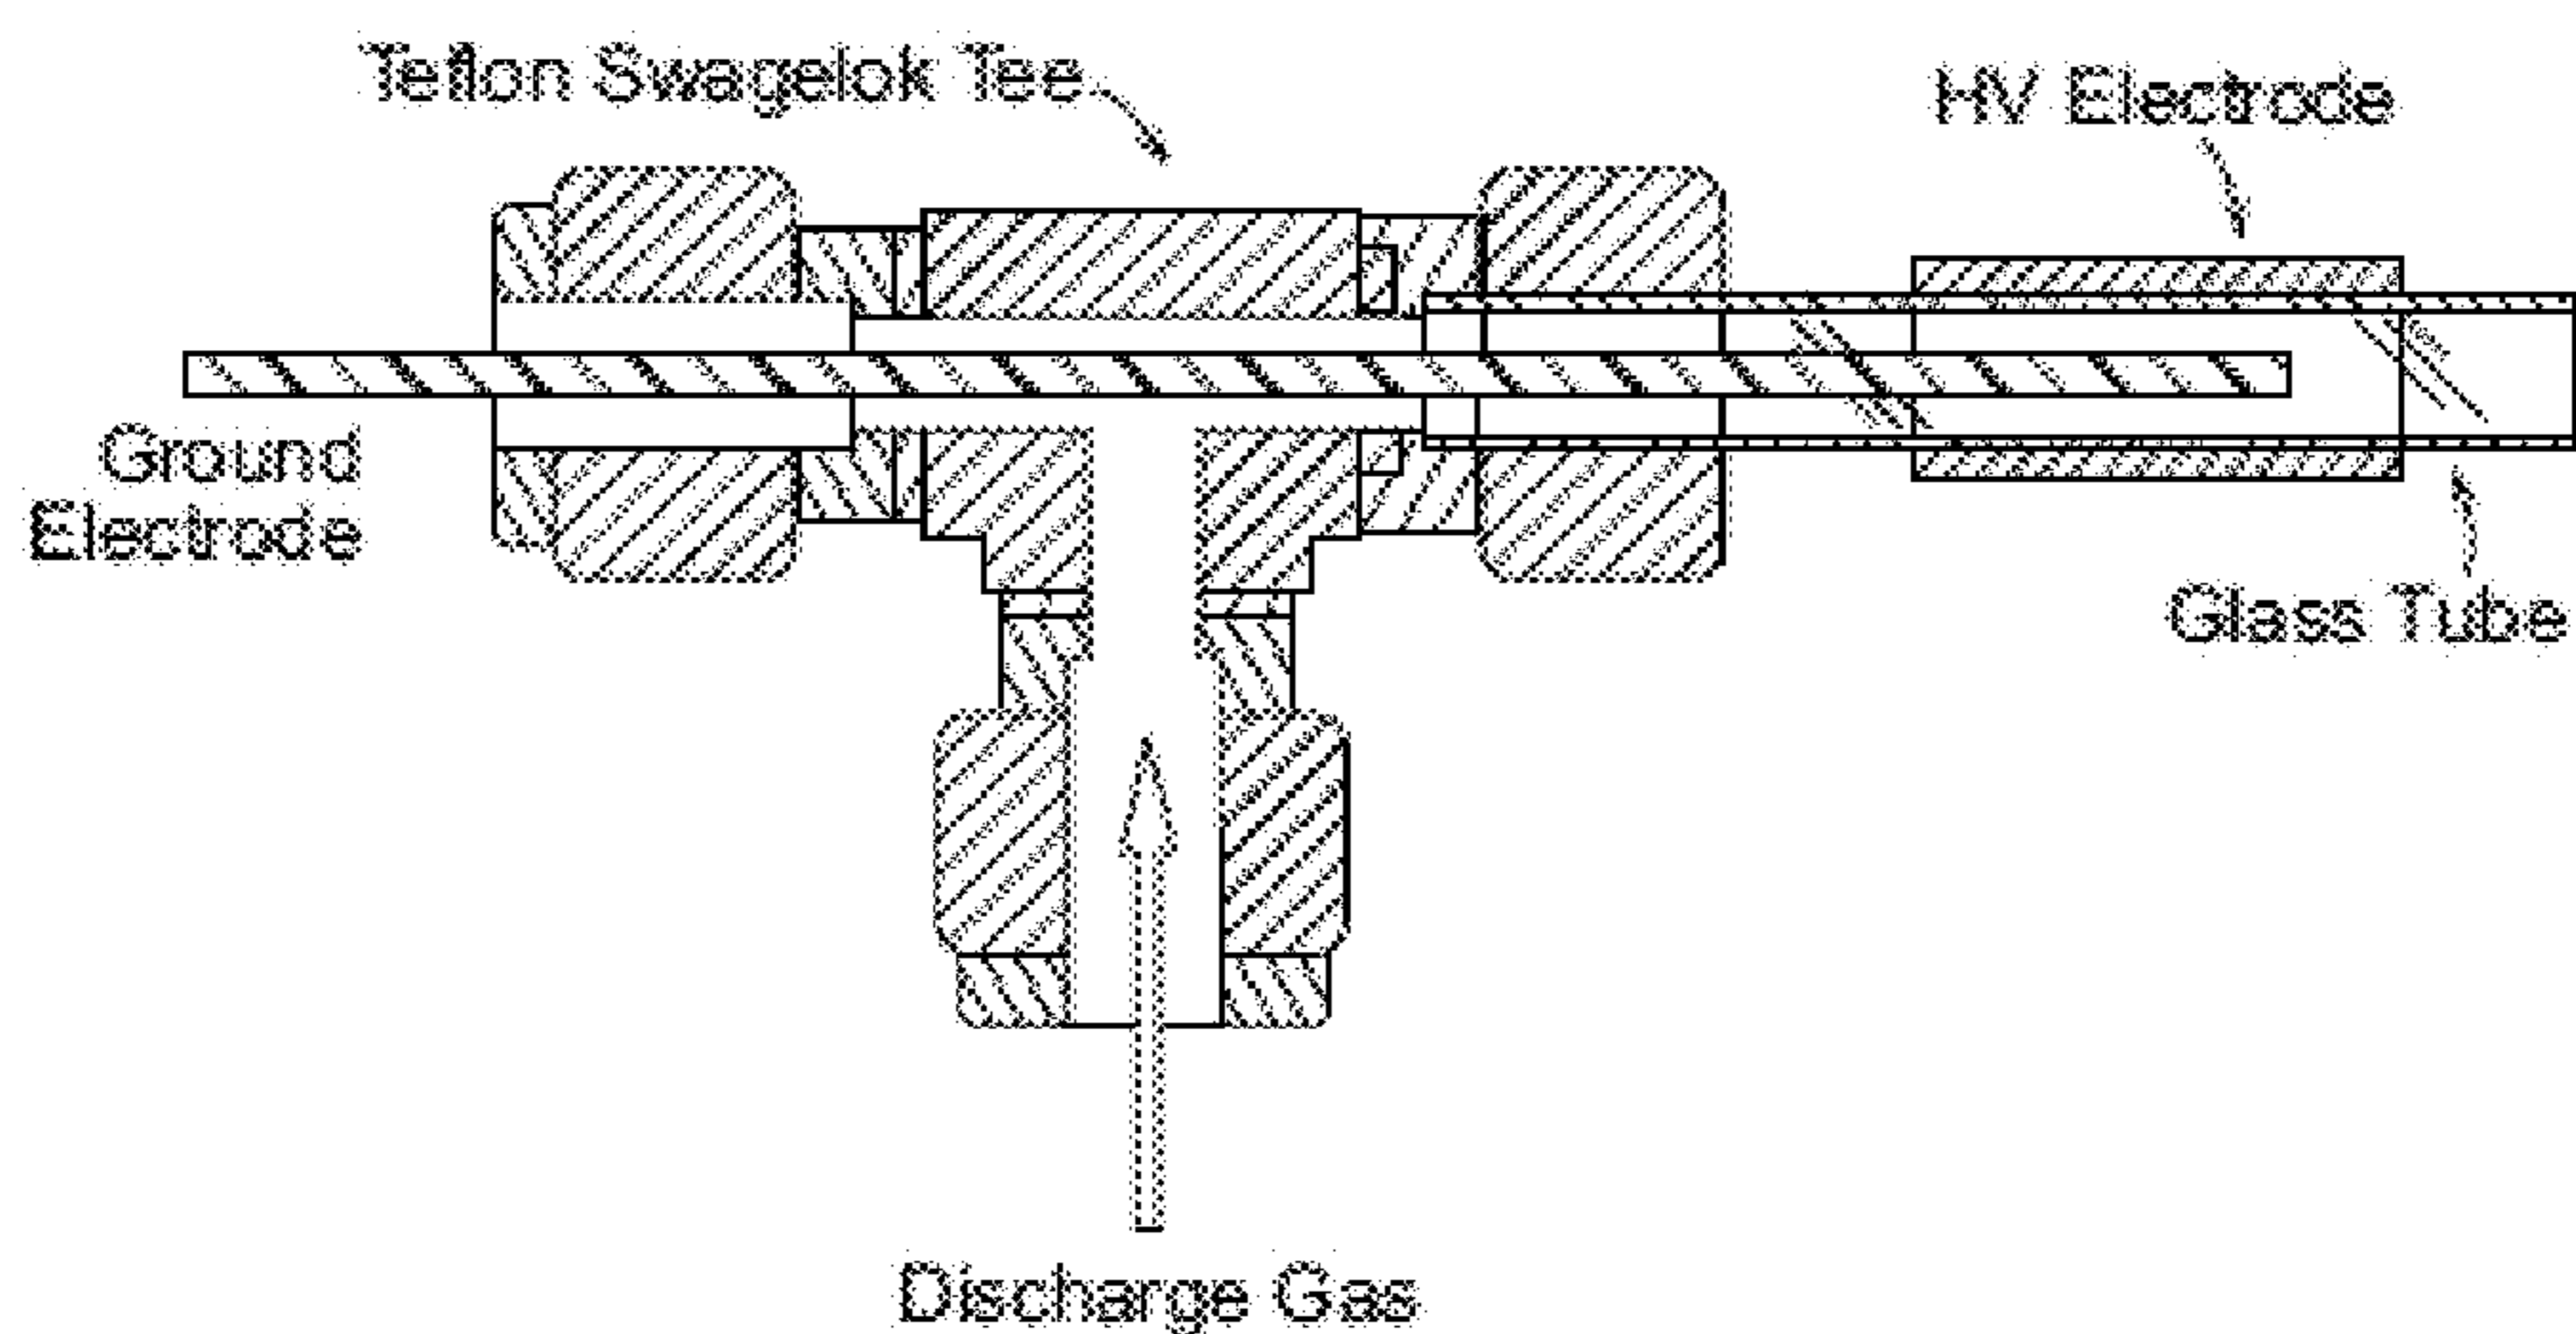 Teflon Swagelok Tee
HV Electrode
Ground
Electrode
Glass Tube
Discharge Gas